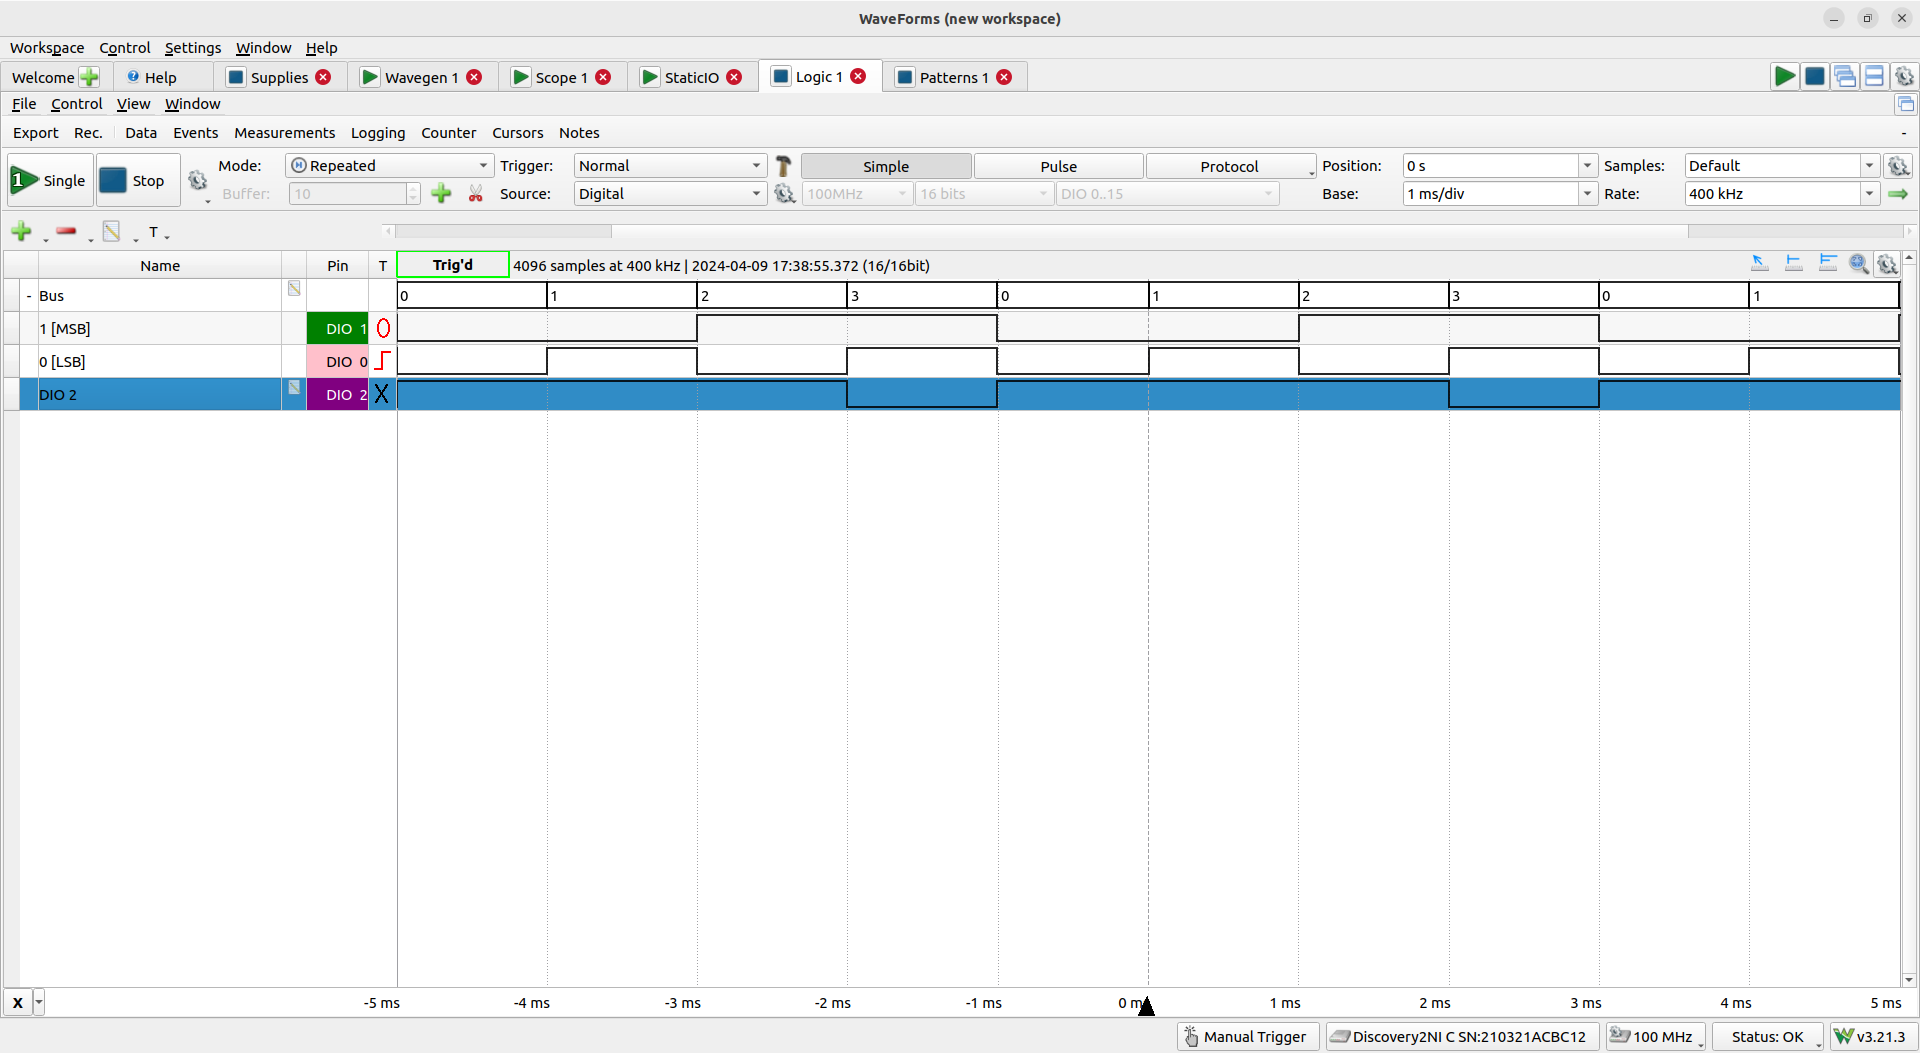 WaveForms (new workspace)
Workspace Control Settings Window Help
Welcome Help Supplies Wavegen 1 Scope 1 StaticIO Logic 1 Patterns 1
File Control View Window
Export Rec. Data Events Measurements Logging Counter Cursors Notes -
1 Single Stop Mode: Repeated Trigger: Normal Simple Pulse Protocol Position: 0 s Samples: Default
Buffer: 10 Source: Digital 100MHz 16 bits DIO 0..15 Base: 1 ms/div Rate: 400 kHz
T
Name Pin T Trig'd 4096 samples at 400 kHz | 2024-04-09 17:38:55.372 (16/16bit)
- Bus 0 1 2 3 0 1 2 3 0 1
1 [MSB] DIO 1
0 [LSB] DIO 0
DIO 2 DIO 2 X
X -5 ms -4 ms -3 ms -2 ms -1 ms 0 m 1 ms 2 ms 3 ms 4 ms 5 ms
Manual Trigger Discovery2NI C SN:210321ACBC12 100 MHz Status: OK v3.21.3